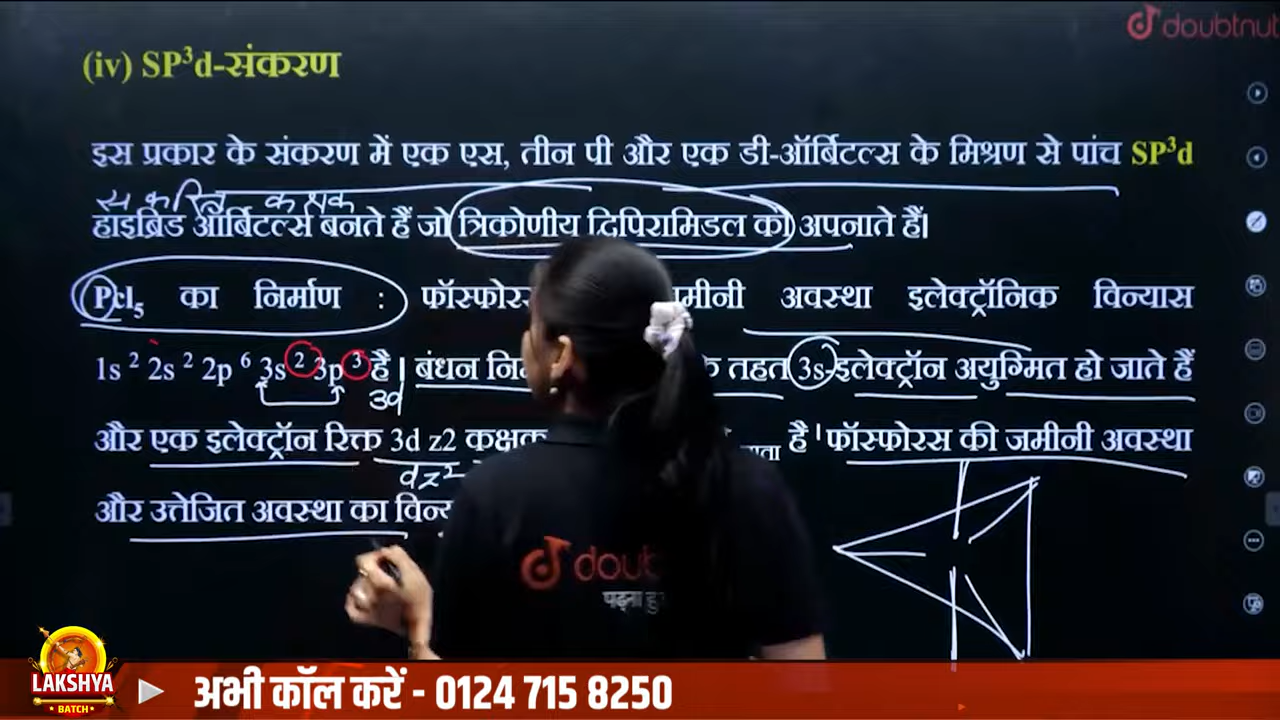 doubtnut
(iv) SP³d-संकरण
इस प्रकार के संकरण में एक एस, तीन पी और एक डी-ऑर्बिटल्स के मिश्रण से पांच SP³d
हाइब्रिड ऑर्बिटल्स बनते हैं जो त्रिकोणीय द्विपिरामिडल को अपनाते हैं।
Pcl₅ का निर्माण : अवस्था इलेक्ट्रॉनिक विन्यास
1s ² 2s ² 2p ⁶ 3s ² 3p ³ है | बंधन तहत 3s-इलेक्ट्रॉन अयुग्मित हो जाते हैं
3d
और एक इलेक्ट्रॉन रिक्त 3d z2 है । फॉस्फोरस की जमीनी अवस्था
dz²
और उत्तेजित अवस्था का
doubt
LAKSHYA
BATCH
अभी कॉल करें - 0124 715 8250